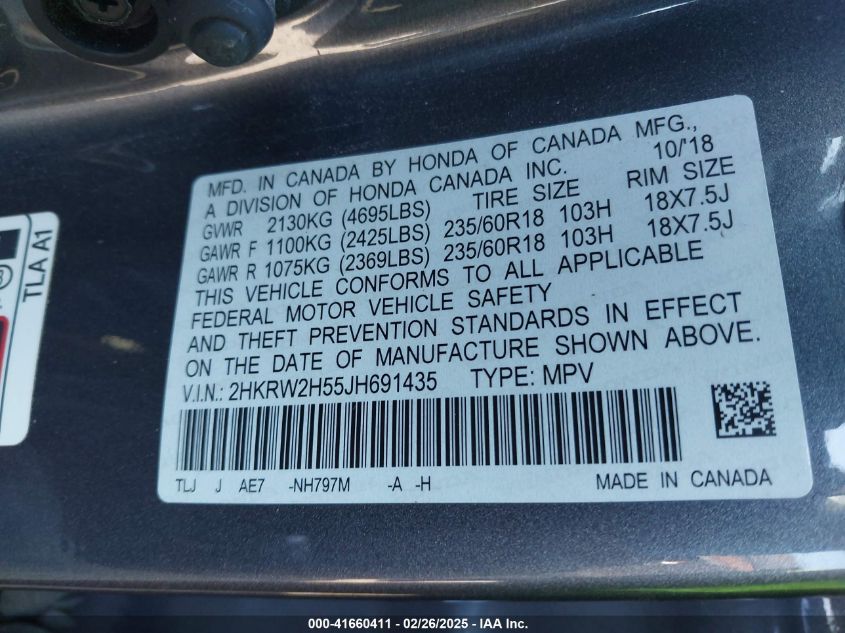 MFD. IN CANADA BY HONDA OF CANADA MFG.,
A DIVISION OF HONDA CANADA INC. 10/'18
GVWR 2130KG (4695LBS) TIRE SIZE RIM SIZE
GAWR F 1100KG (2425LBS) 235/60R18 103H 18X7.5J
GAWR R 1075KG (2369LBS) 235/60R18 103H 18X7.5J
THIS VEHICLE CONFORMS TO ALL APPLICABLE
FEDERAL MOTOR VEHICLE SAFETY
AND THEFT PREVENTION STANDARDS IN EFFECT
ON THE DATE OF MANUFACTURE SHOWN ABOVE.
V.I.N.: 2HKRW2H55JH691435 TYPE: MPV
TLJ J AE7 -NH797M -A -H MADE IN CANADA
TLA A1
000-41660411 - 02/26/2025 - IAA Inc.